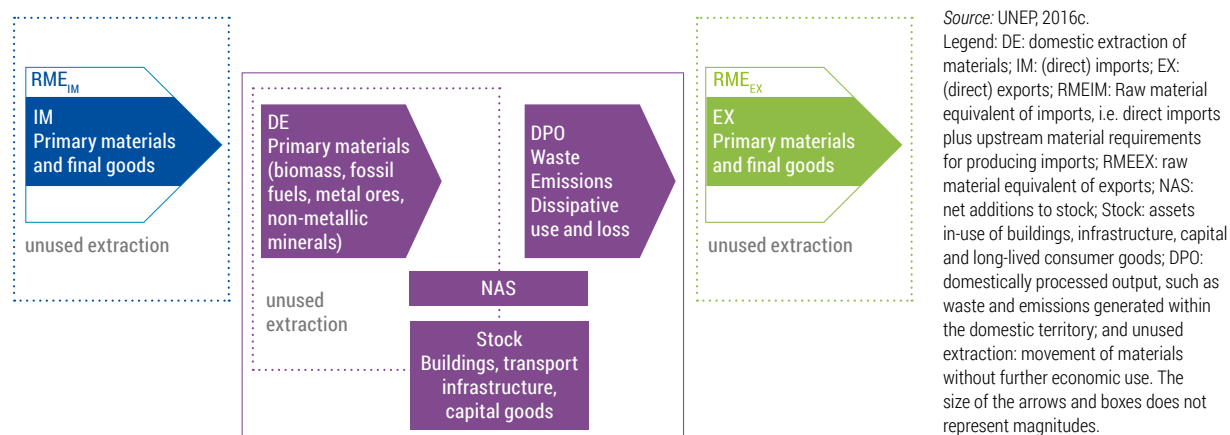 RME IM
IM
Primary materials
and final goods
unused extraction
DE
Primary materials
(biomass, fossil
fuels, metal ores,
non-metallic
minerals)
unused
extraction
DPO
Waste
Emissions
Dissipative
use and loss
NAS
Stock
Buildings, transport
infrastructure,
capital goods
RME EX
EX
Primary materials
and final goods
unused extraction
Source: UNEP, 2016c.
Legend: DE: domestic extraction of
materials; IM: (direct) imports; EX:
(direct) exports; RMEIM: Raw material
equivalent of imports, i.e. direct imports
plus upstream material requirements
for producing imports; RMEEX: raw
material equivalent of exports; NAS:
net additions to stock; Stock: assets
in-use of buildings, infrastructure, capital
and long-lived consumer goods; DPO:
domestically processed output, such as
waste and emissions generated within
the domestic territory; and unused
extraction: movement of materials
without further economic use. The
size of the arrows and boxes does not
represent magnitudes.